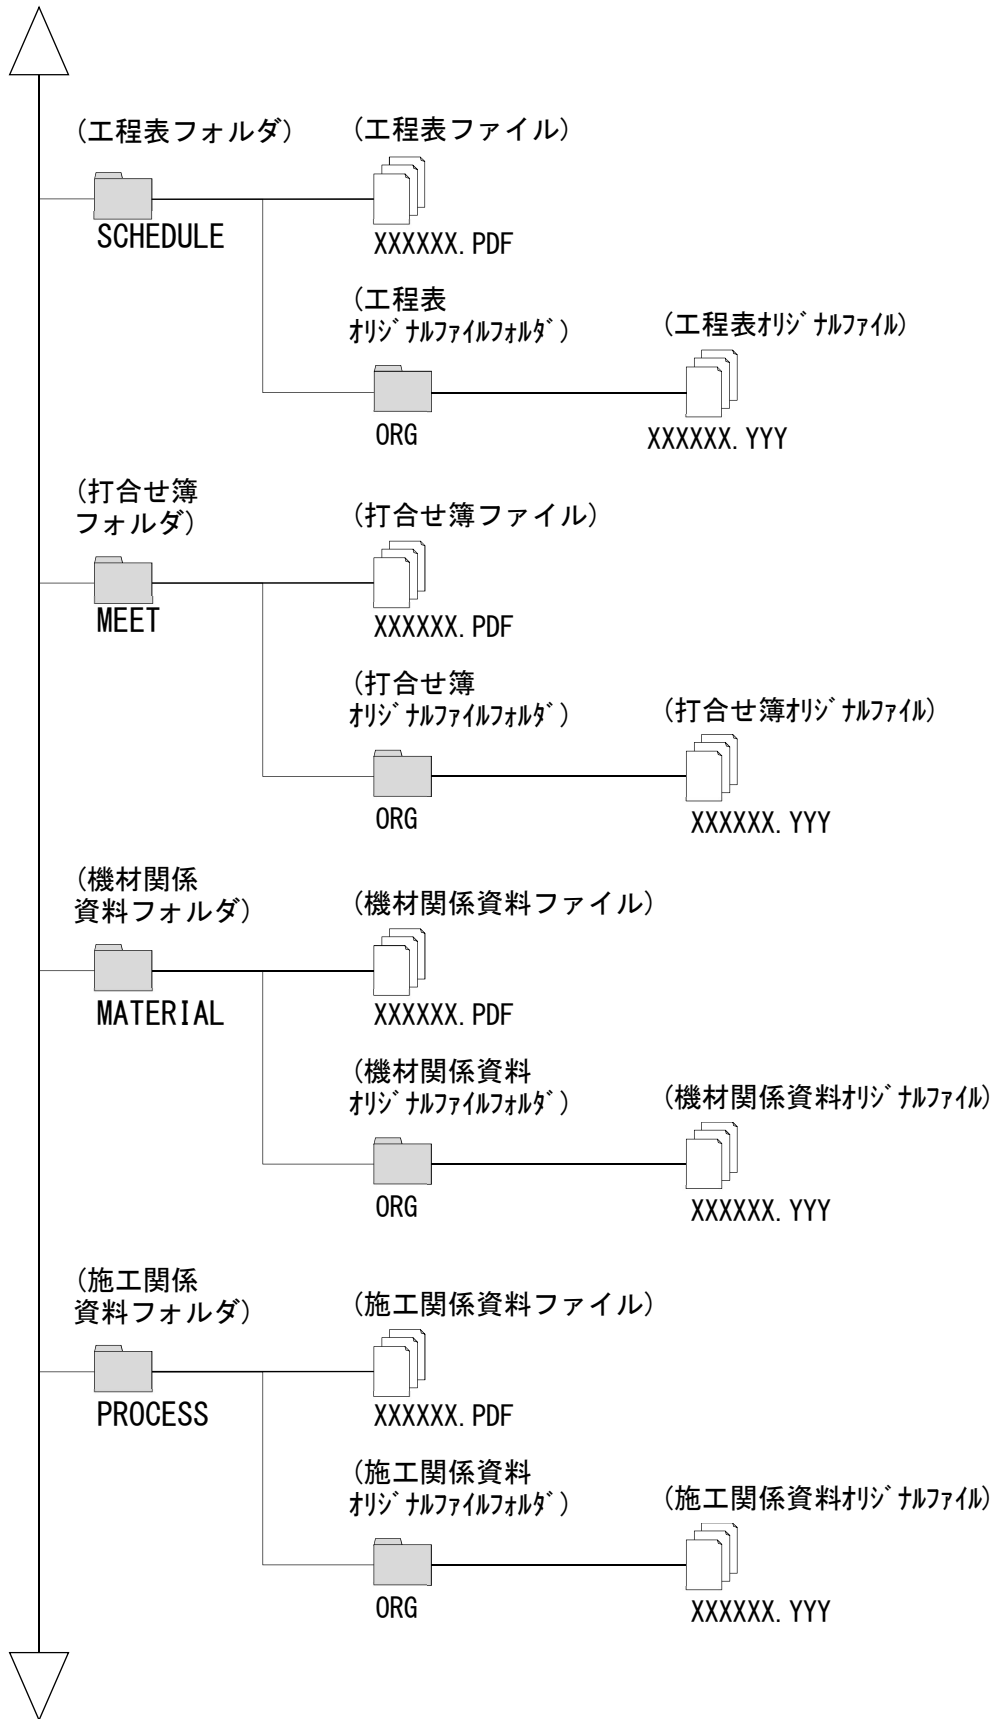 (工程表フォルダ)
(工程表ファイル)
SCHEDULE
XXXXXX.PDF
(工程表
ｵﾘｼﾞﾅﾙﾌｧｲﾙﾌｫﾙﾀﾞ)
(工程表ｵﾘｼﾞﾅﾙﾌｧｲﾙ)
ORG
XXXXXX.YYY
(打合せ簿
フォルダ)
(打合せ簿ファイル)
MEET
XXXXXX.PDF
(打合せ簿
ｵﾘｼﾞﾅﾙﾌｧｲﾙﾌｫﾙﾀﾞ)
(打合せ簿ｵﾘｼﾞﾅﾙﾌｧｲﾙ)
ORG
XXXXXX.YYY
(機材関係
資料フォルダ)
(機材関係資料ファイル)
MATERIAL
XXXXXX.PDF
(機材関係資料
ｵﾘｼﾞﾅﾙﾌｧｲﾙﾌｫﾙﾀﾞ)
(機材関係資料ｵﾘｼﾞﾅﾙﾌｧｲﾙ)
ORG
XXXXXX.YYY
(施工関係
資料フォルダ)
(施工関係資料ファイル)
PROCESS
XXXXXX.PDF
(施工関係資料
ｵﾘｼﾞﾅﾙﾌｧｲﾙﾌｫﾙﾀﾞ)
(施工関係資料ｵﾘｼﾞﾅﾙﾌｧｲﾙ)
ORG
XXXXXX.YYY